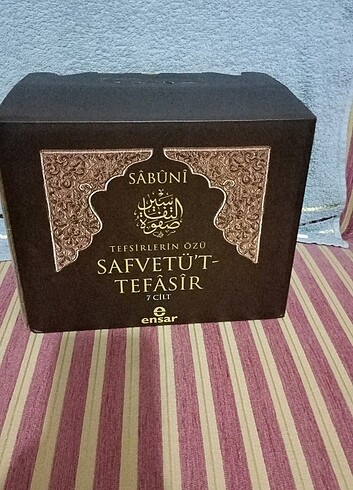 SÂBÛNÎ
صفوة التفاسير
TEFSİRLERİN ÖZÜ
SAFVETÜ'T-
TEFÂSÎR
7 CİLT
ensar